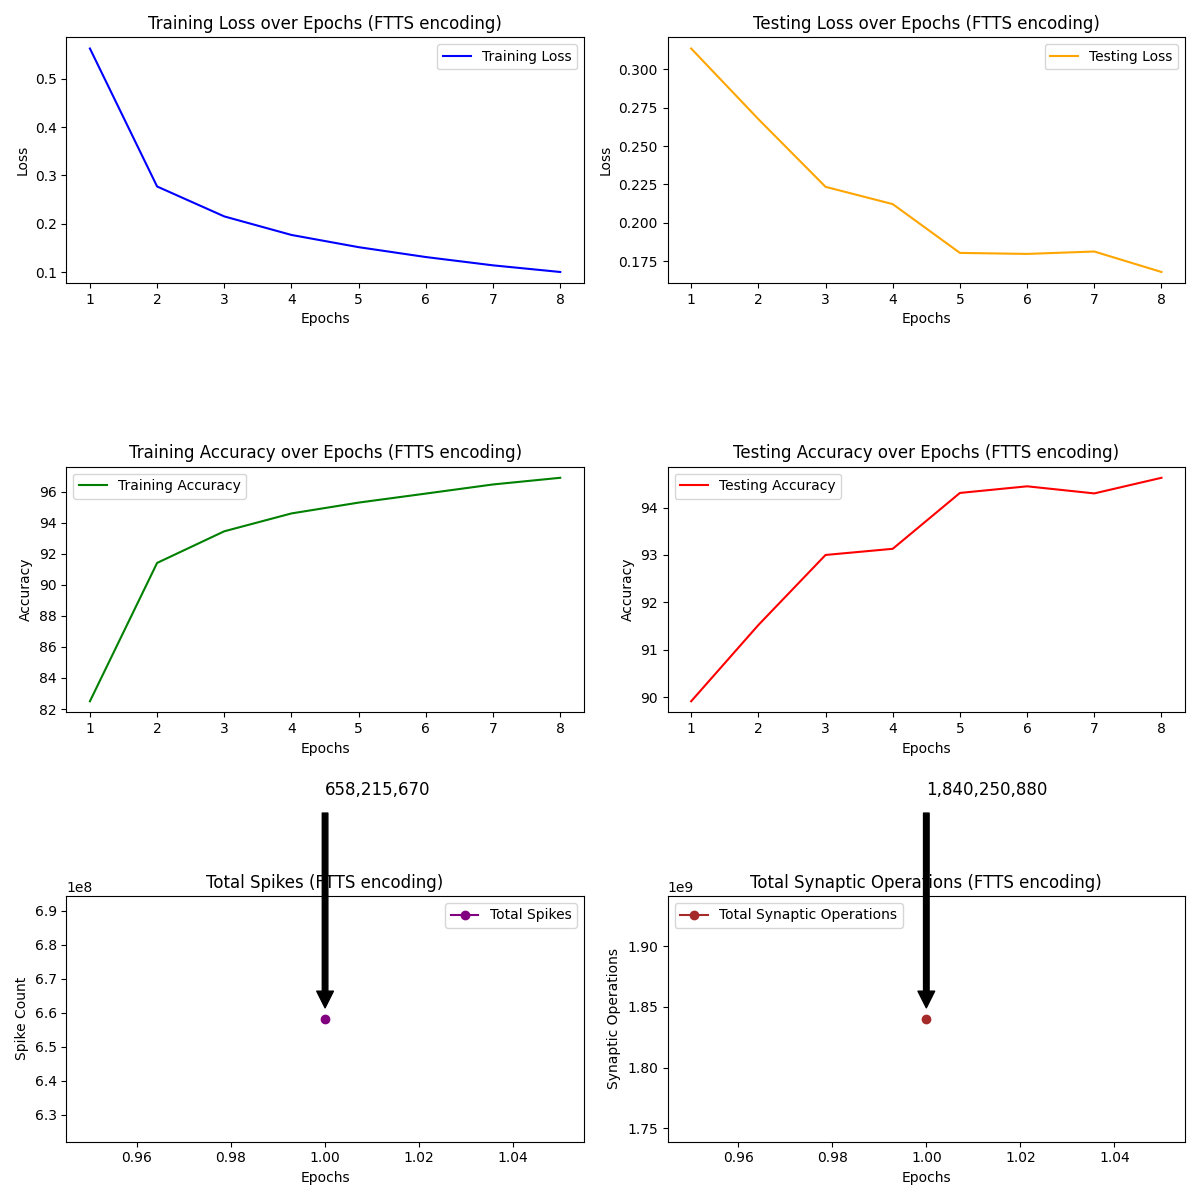 Training Loss over Epochs (FTTS encoding)
Training Loss
0.5
0.4
0.3
0.2
0.1
Loss
1 2 3 4 5 6 7 8
Epochs
Testing Loss over Epochs (FTTS encoding)
Testing Loss
0.300
0.275
0.250
0.225
0.200
0.175
Loss
1 2 3 4 5 6 7 8
Epochs
Training Accuracy over Epochs (FTTS encoding)
Training Accuracy
96
94
92
90
88
86
84
82
Accuracy
1 2 3 4 5 6 7 8
Epochs
Testing Accuracy over Epochs (FTTS encoding)
Testing Accuracy
94
93
92
91
90
Accuracy
1 2 3 4 5 6 7 8
Epochs
658,215,670
Total Spikes (FTTS encoding)
1e8
Total Spikes
6.9
6.8
6.7
6.6
6.5
6.4
6.3
Spike Count
0.96 0.98 1.00 1.02 1.04
Epochs
1,840,250,880
Total Synaptic Operations (FTTS encoding)
1e9
Total Synaptic Operations
1.90
1.85
1.80
1.75
Synaptic Operations
0.96 0.98 1.00 1.02 1.04
Epochs